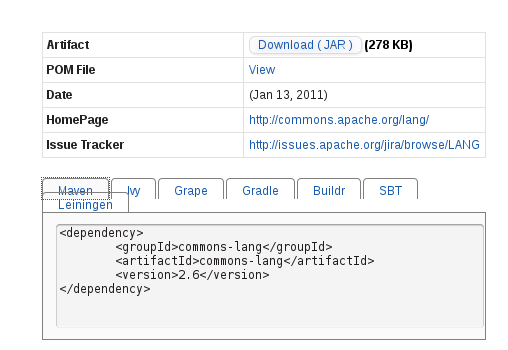 Artifact Download ( JAR ) (278 KB)
POM File View
Date (Jan 13, 2011)
HomePage http://commons.apache.org/lang/
Issue Tracker http://issues.apache.org/jira/browse/LANG
Maven Ivy Grape Gradle Buildr SBT
Leiningen
<dependency>
        <groupId>commons-lang</groupId>
        <artifactId>commons-lang</artifactId>
        <version>2.6</version>
</dependency>